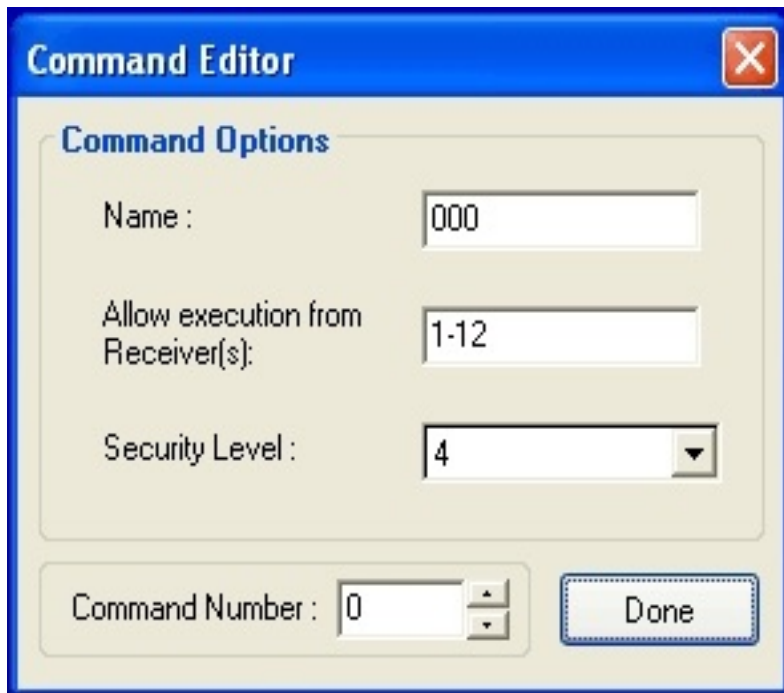 Command Editor
Command Options
Name :
000
Allow execution from
Receiver(s):
1-12
Security Level :
4
Command Number :
0
Done